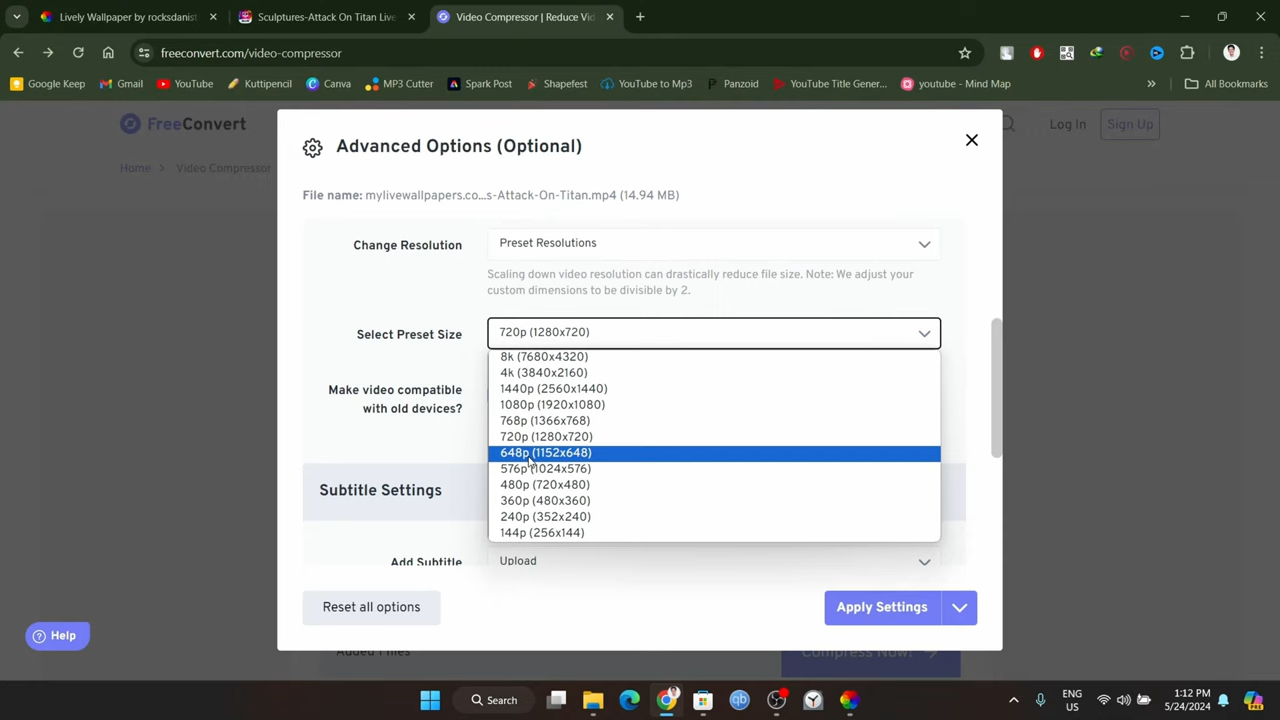 Lively Wallpaper by rocksdanist
Sculptures-Attack On Titan Live
Video Compressor | Reduce Vid
freeconvert.com/video-compressor
Google Keep
Gmail
YouTube
Kuttipencil
Canva
MP3 Cutter
Spark Post
Shapefest
YouTube to Mp3
Panzoid
YouTube Title Gener...
youtube - Mind Map
All Bookmarks
FreeConvert
Log In
Sign Up
Home > Video Compressor
Advanced Options (Optional)
File name: mylivewallpapers.co...s-Attack-On-Titan.mp4 (14.94 MB)
Change Resolution
Preset Resolutions
Scaling down video resolution can drastically reduce file size. Note: We adjust your
custom dimensions to be divisible by 2.
Select Preset Size
720p (1280x720)
8k (7680x4320)
4k (3840x2160)
1440p (2560x1440)
1080p (1920x1080)
768p (1366x768)
720p (1280x720)
648p (1152x648)
576p (1024x576)
480p (720x480)
360p (480x360)
240p (352x240)
144p (256x144)
Make video compatible
with old devices?
Subtitle Settings
Add Subtitle
Upload
Reset all options
Apply Settings
Help
Added Files
Compress Now!
Search
ENG
US
1:12 PM
5/24/2024